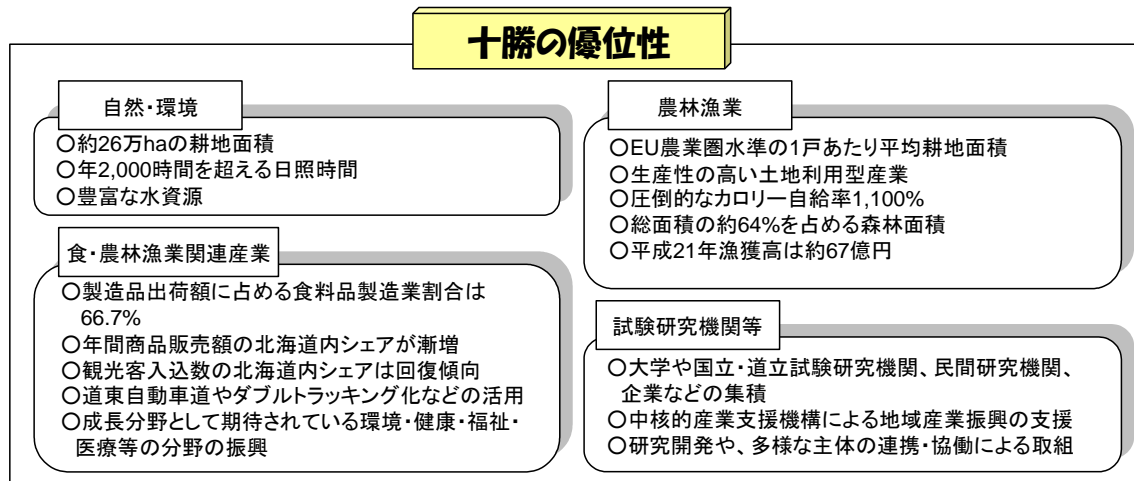 十勝の優位性
自然・環境
○約26万haの耕地面積
○年2,000時間を超える日照時間
○豊富な水資源
食・農林漁業関連産業
○製造品出荷額に占める食料品製造業割合は
66.7%
○年間商品販売額の北海道内シェアが漸増
○観光客入込数の北海道内シェアは回復傾向
○道東自動車道やダブルトラッキング化などの活用
○成長分野として期待されている環境・健康・福祉・
医療等の分野の振興
農林漁業
○EU農業圏水準の1戸あたり平均耕地面積
○生産性の高い土地利用型産業
○圧倒的なカロリー自給率1,100%
○総面積の約64%を占める森林面積
○平成21年漁獲高は約67億円
試験研究機関等
○大学や国立・道立試験研究機関、民間研究機関、
企業などの集積
○中核的産業支援機構による地域産業振興の支援
○研究開発や、多様な主体の連携・協働による取組